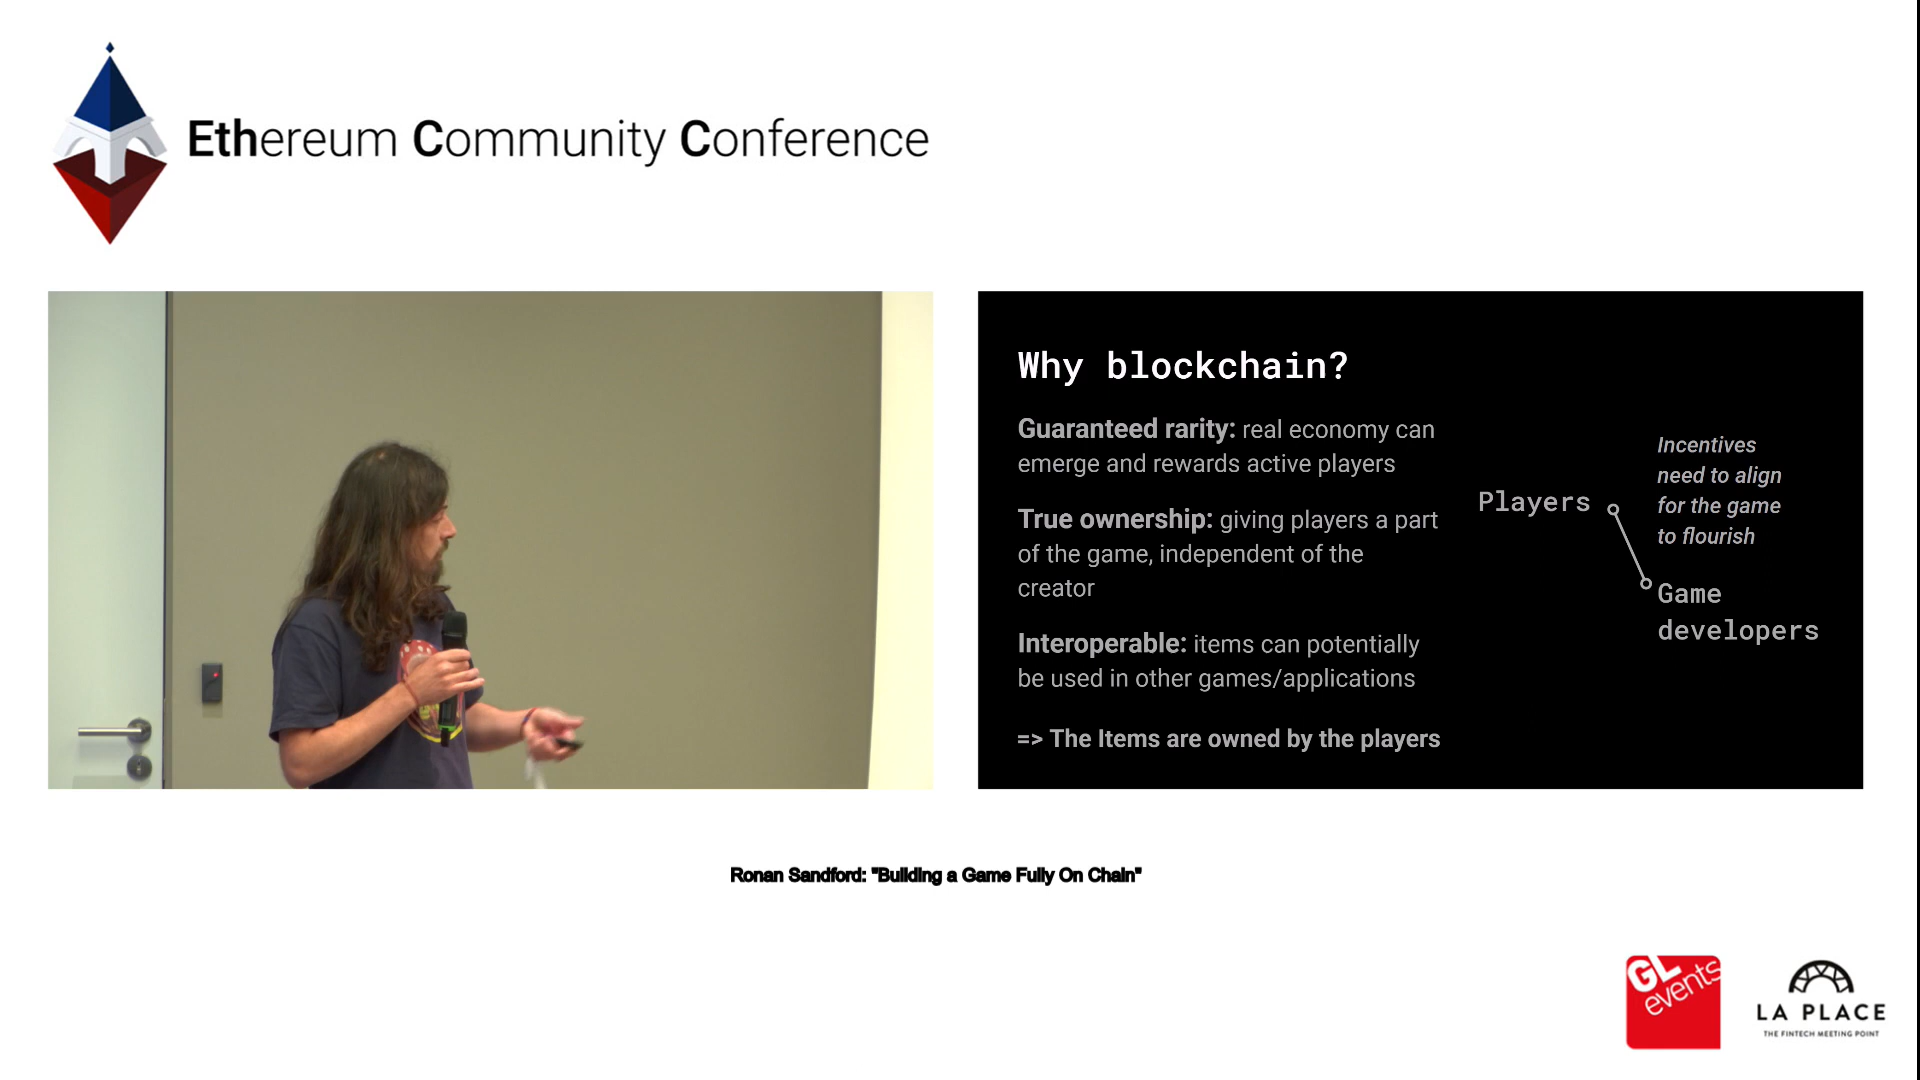 Ethereum Community Conference
Why blockchain?
Guaranteed rarity: real economy can
emerge and rewards active players
True ownership: giving players a part
of the game, independent of the
creator
Interoperable: items can potentially
be used in other games/applications
=> The Items are owned by the players
Players
Incentives
need to align
for the game
to flourish
Game
developers
Ronan Sandford: "Building a Game Fully On Chain"
GL
events
LA PLACE
THE FINTECH MEETING POINT